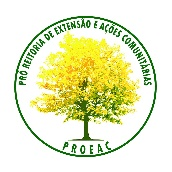 PRÓ REITORIA DE EXTENSÃO E AÇÕES COMUNITÁRIAS
PROEAC